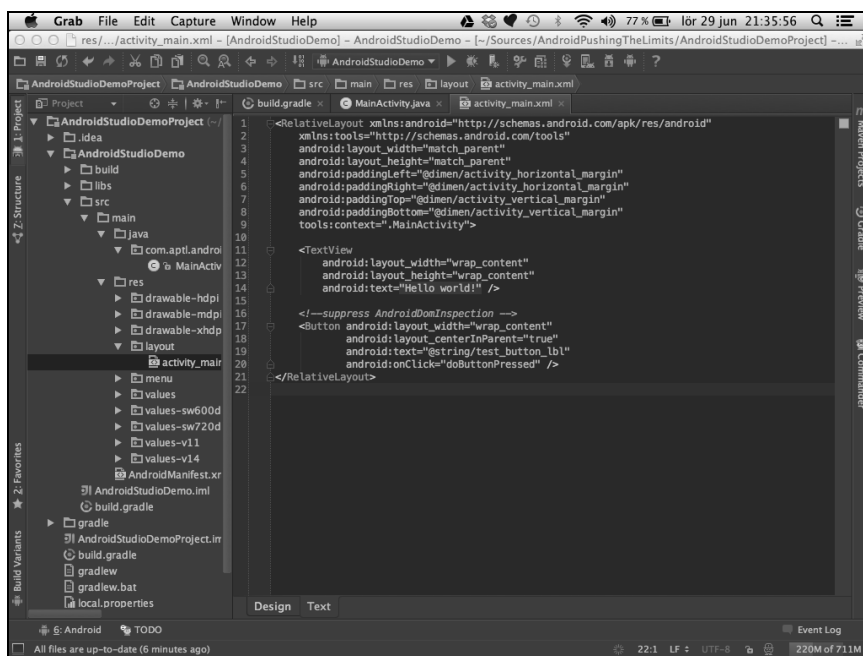 Grab File Edit Capture Window Help 77 % lör 29 jun 21:35:56
res/.../activity_main.xml - [AndroidStudioDemo] - AndroidStudioDemo - [~/Sources/AndroidPushingTheLimits/AndroidStudioDemoProject] - ...
AndroidStudioDemo
AndroidStudioDemoProject AndroidStudioDemo src main res layout activity_main.xml
Project
build.gradle MainActivity.java activity_main.xml
1: Project
Z: Structure
2: Favorites
Build Variants
AndroidStudioDemoProject (~/
.idea
AndroidStudioDemo
build
libs
src
main
java
com.aptl.androi
MainActiv
res
drawable-hdpi
drawable-mdpi
drawable-xhdp
layout
activity_main
menu
values
values-sw600d
values-sw720d
values-v11
values-v14
AndroidManifest.xr
AndroidStudioDemo.iml
build.gradle
gradle
AndroidStudioDemoProject.im
build.gradle
gradlew
gradlew.bat
local.properties
1 <RelativeLayout xmlns:android="http://schemas.android.com/apk/res/android"
2 xmlns:tools="http://schemas.android.com/tools"
3 android:layout_width="match_parent"
4 android:layout_height="match_parent"
5 android:paddingLeft="@dimen/activity_horizontal_margin"
6 android:paddingRight="@dimen/activity_horizontal_margin"
7 android:paddingTop="@dimen/activity_vertical_margin"
8 android:paddingBottom="@dimen/activity_vertical_margin"
9 tools:context=".MainActivity">
10
11 <TextView
12 android:layout_width="wrap_content"
13 android:layout_height="wrap_content"
14 android:text="Hello world!" />
15
16 <!--suppress AndroidDomInspection -->
17 <Button android:layout_width="wrap_content"
18 android:layout_centerInParent="true"
19 android:text="@string/test_button_lbl"
20 android:onClick="doButtonPressed" />
21 </RelativeLayout>
22
Maven Projects
Gradle
Preview
Commander
Design Text
6: Android TODO Event Log
All files are up-to-date (6 minutes ago) 22:1 LF UTF-8 220M of 711M